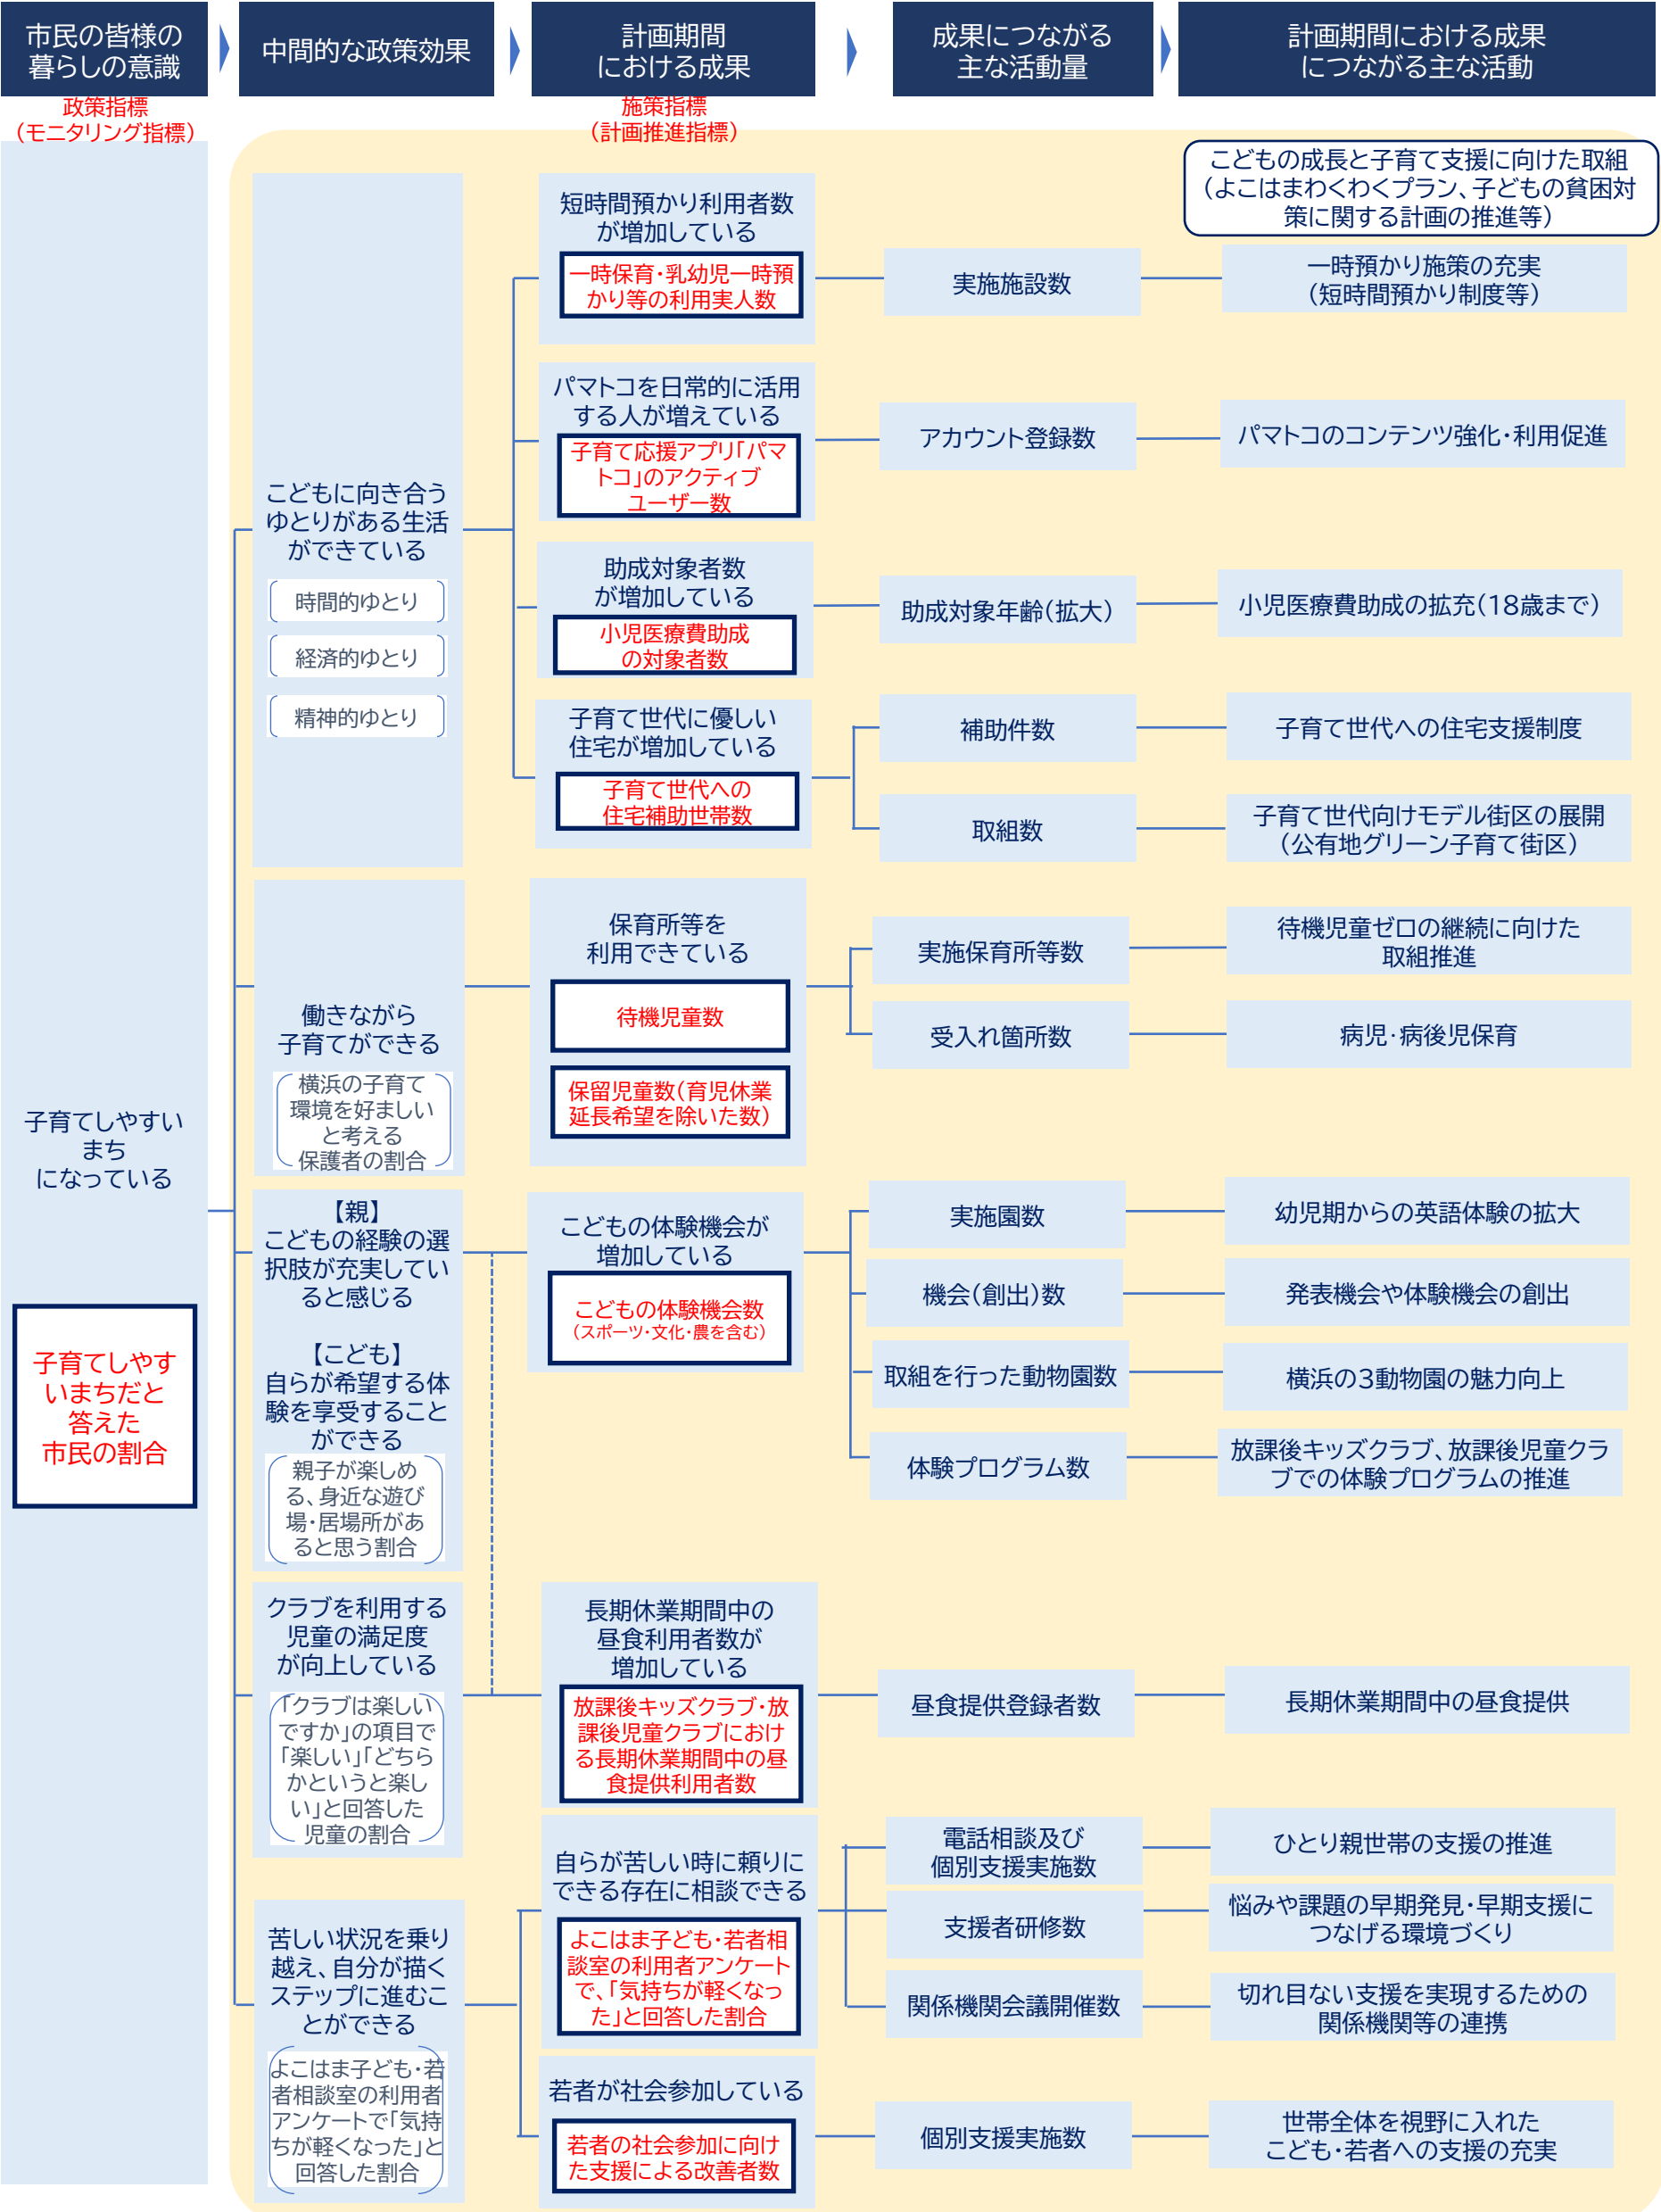 市民の皆様の
暮らしの意識
中間的な政策効果
計画期間
における成果
成果につながる
主な活動量
計画期間における成果
につながる主な活動
政策指標
（モニタリング指標）
施策指標
（計画推進指標）
こどもの成長と子育て支援に向けた取組
（よこはまわくわくプラン、子どもの貧困対
策に関する計画の推進等）
子育てしやすい
まち
になっている
子育てしやす
いまちだと
答えた
市民の割合
こどもに向き合う
ゆとりがある生活
ができている
時間的ゆとり
経済的ゆとり
精神的ゆとり
短時間預かり利用者数
が増加している
一時保育・乳幼児一時預
かり等の利用実人数
実施施設数
一時預かり施策の充実
（短時間預かり制度等）
パマトコを日常的に活用
する人が増えている
子育て応援アプリ「パマ
トコ」のアクティブ
ユーザー数
アカウント登録数
パマトコのコンテンツ強化・利用促進
助成対象者数
が増加している
小児医療費助成
の対象者数
助成対象年齢（拡大）
小児医療費助成の拡充（18歳まで）
子育て世代に優しい
住宅が増加している
子育て世代への
住宅補助世帯数
補助件数
子育て世代への住宅支援制度
取組数
子育て世代向けモデル街区の展開
（公有地グリーン子育て街区）
働きながら
子育てができる
横浜の子育て
環境を好ましい
と考える
保護者の割合
保育所等を
利用できている
待機児童数
保留児童数（育児休業
延長希望を除いた数）
実施保育所等数
待機児童ゼロの継続に向けた
取組推進
受入れ箇所数
病児・病後児保育
【親】
こどもの経験の選
択肢が充実してい
ると感じる
【こども】
自らが希望する体
験を享受すること
ができる
親子が楽しめ
る、身近な遊び
場・居場所があ
ると思う割合
こどもの体験機会が
増加している
こどもの体験機会数
（スポーツ・文化・農を含む）
実施園数
幼児期からの英語体験の拡大
機会（創出）数
発表機会や体験機会の創出
取組を行った動物園数
横浜の３動物園の魅力向上
体験プログラム数
放課後キッズクラブ、放課後児童クラ
ブでの体験プログラムの推進
クラブを利用する
児童の満足度
が向上している
「クラブは楽しい
ですか」の項目で
「楽しい」「どちら
かというと楽し
い」と回答した
児童の割合
長期休業期間中の
昼食利用者数が
増加している
放課後キッズクラブ・放
課後児童クラブにおけ
る長期休業期間中の昼
食提供利用者数
昼食提供登録者数
長期休業期間中の昼食提供
苦しい状況を乗り
越え、自分が描く
ステップに進むこ
とができる
よこはま子ども・若
者相談室の利用者
アンケートで「気持
ちが軽くなった」と
回答した割合
自らが苦しい時に頼りに
できる存在に相談できる
よこはま子ども・若者相
談室の利用者アンケート
で、「気持ちが軽くなっ
た」と回答した割合
電話相談及び
個別支援実施数
ひとり親世帯の支援の推進
支援者研修数
悩みや課題の早期発見・早期支援に
つなげる環境づくり
関係機関会議開催数
切れ目ない支援を実現するための
関係機関等の連携
若者が社会参加している
若者の社会参加に向け
た支援による改善者数
個別支援実施数
世帯全体を視野に入れた
こども・若者への支援の充実